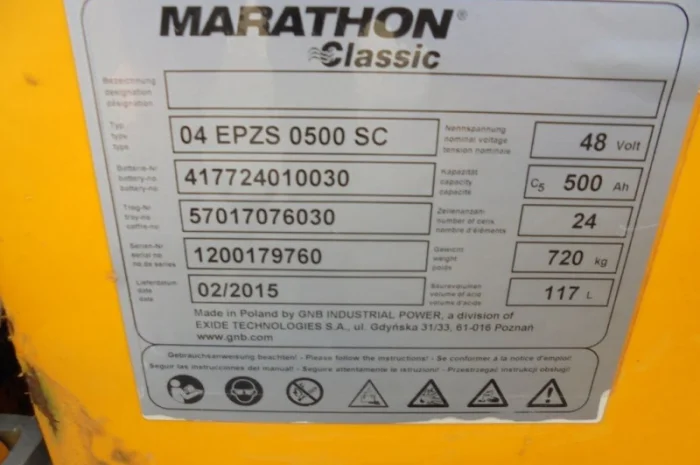 MARATHON®
Classic
Bezeichnung
designation
désignation
Typ
type
type
04 EPZS 0500 SC
Nennspannung
nominal voltage
tension nominale
48 Volt
Batterie-Nr
battery-no.
battery-no.
417724010030
Kapazität
capacity
capacité
C5 500 Ah
Trog-Nr
tray-no
coffre-no
57017076030
Zellenanzahl
number of cells
nombre d'éléments
24
Serien-Nr
serial no.
no.de series
1200179760
Gewicht
weight
poids
720 kg
Lieferdatum
date
date
02/2015
Säurevolumen
volume of acid
volume d'acide
117 L
Made in Poland by GNB INDUSTRIAL POWER, a division of
EXIDE TECHNOLOGIES S.A., ul. Gdyńska 31/33, 61-016 Poznań
www.gnb.com
Gebrauchsanweisung beachten! - Please follow the instructions! - Se conformer à la notice d'emploi!
Seguir las instrucciones del manual! - Seguire attentamente le istruzioni! - Przestrzegać instrukcji obsługi!